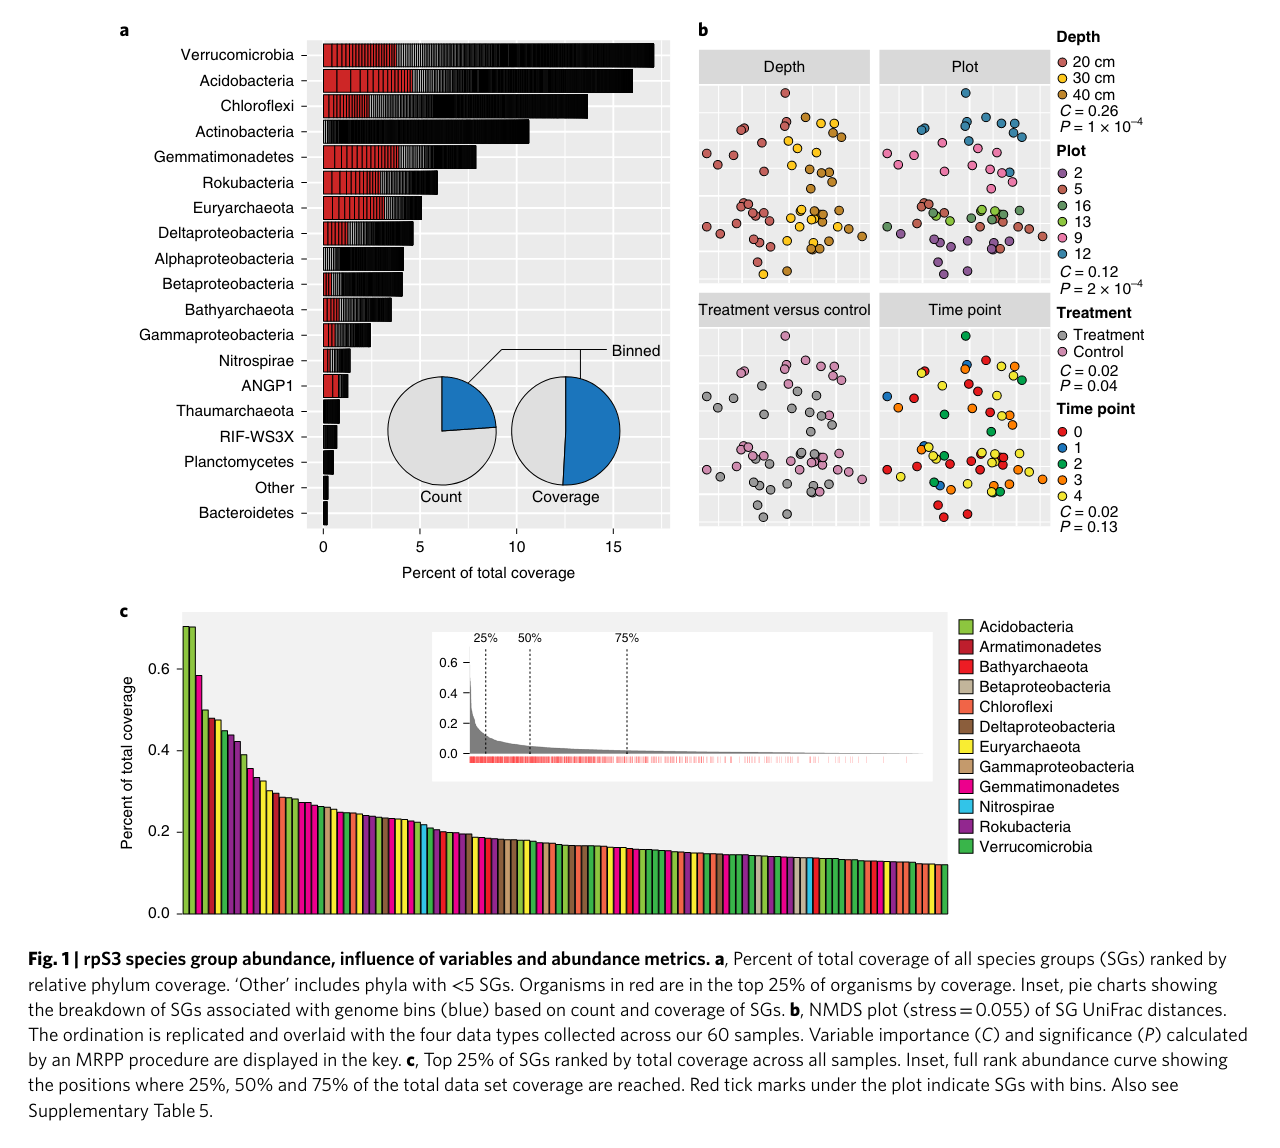 a
Verrucomicrobia
Acidobacteria
Chloroflexi
Actinobacteria
Gemmatimonadetes
Rokubacteria
Euryarchaeota
Deltaproteobacteria
Alphaproteobacteria
Betaproteobacteria
Bathyarchaeota
Gammaproteobacteria
Nitrospirae
ANGP1
Thaumarchaeota
RIF-WS3X
Planctomycetes
Other
Bacteroidetes
Binned
Count
Coverage
0
5
10
15
Percent of total coverage
b
Depth
Plot
Treatment versus control
Time point
Depth
20 cm
30 cm
40 cm
C = 0.26
P = 1 × 10⁻⁴
Plot
2
5
16
13
9
12
C = 0.12
P = 2 × 10⁻⁴
Treatment
Treatment
Control
C = 0.02
P = 0.04
Time point
0
1
2
3
4
C = 0.02
P = 0.13
c
Percent of total coverage
0.6
0.4
0.2
0.0
25%
50%
75%
0.6
0.4
0.2
0.0
Acidobacteria
Armatimonadetes
Bathyarchaeota
Betaproteobacteria
Chloroflexi
Deltaproteobacteria
Euryarchaeota
Gammaproteobacteria
Gemmatimonadetes
Nitrospirae
Rokubacteria
Verrucomicrobia
Fig. 1 | rpS3 species group abundance, influence of variables and abundance metrics. a, Percent of total coverage of all species groups (SGs) ranked by
relative phylum coverage. ‘Other’ includes phyla with <5 SGs. Organisms in red are in the top 25% of organisms by coverage. Inset, pie charts showing
the breakdown of SGs associated with genome bins (blue) based on count and coverage of SGs. b, NMDS plot (stress = 0.055) of SG UniFrac distances.
The ordination is replicated and overlaid with the four data types collected across our 60 samples. Variable importance (C) and significance (P) calculated
by an MRPP procedure are displayed in the key. c, Top 25% of SGs ranked by total coverage across all samples. Inset, full rank abundance curve showing
the positions where 25%, 50% and 75% of the total data set coverage are reached. Red tick marks under the plot indicate SGs with bins. Also see
Supplementary Table 5.